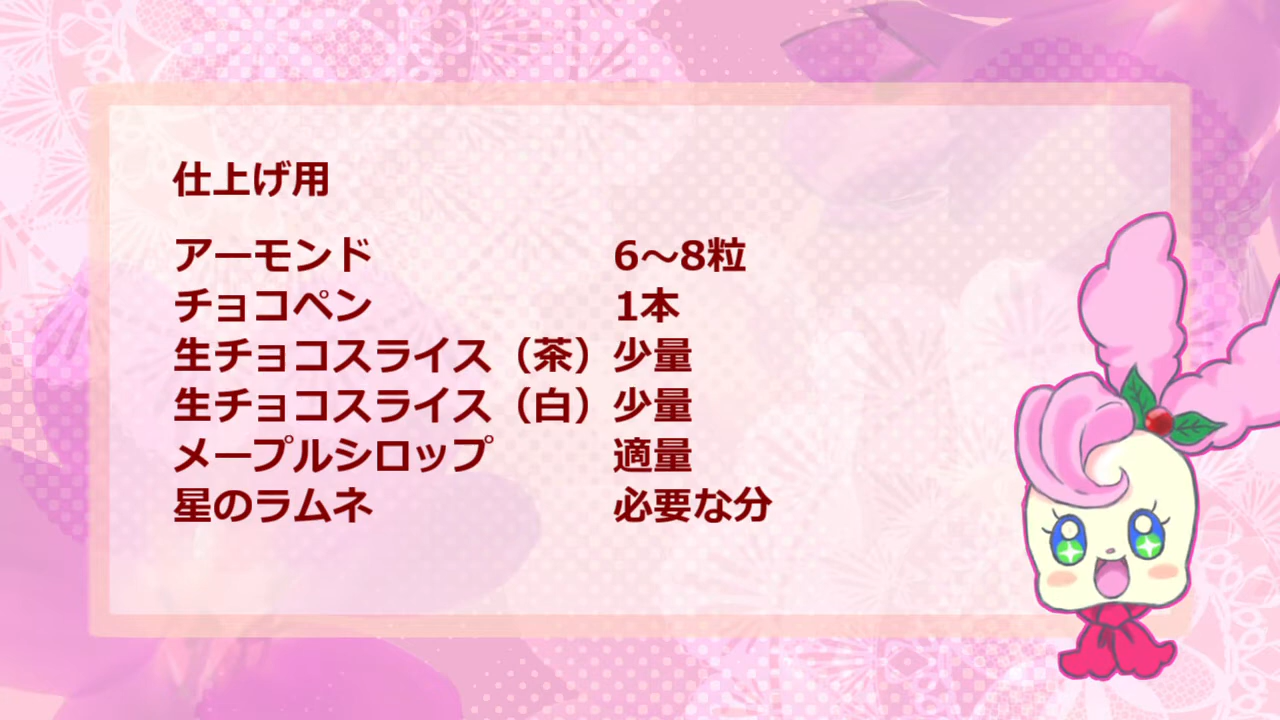 仕上げ用
アーモンド 6～8粒
チョコペン 1本
生チョコスライス（茶）少量
生チョコスライス（白）少量
メープルシロップ 適量
星のラムネ 必要な分